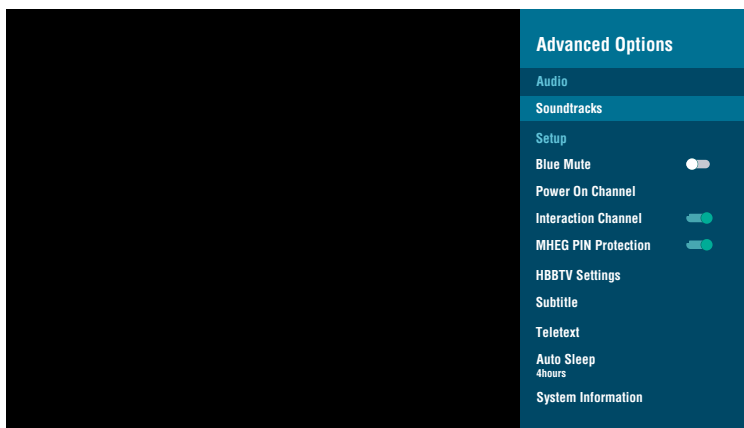 Advanced Options
Audio
Soundtracks
Setup
Blue Mute
Power On Channel
Interaction Channel
MHEG PIN Protection
HBBTV Settings
Subtitle
Teletext
Auto Sleep
4hours
System Information